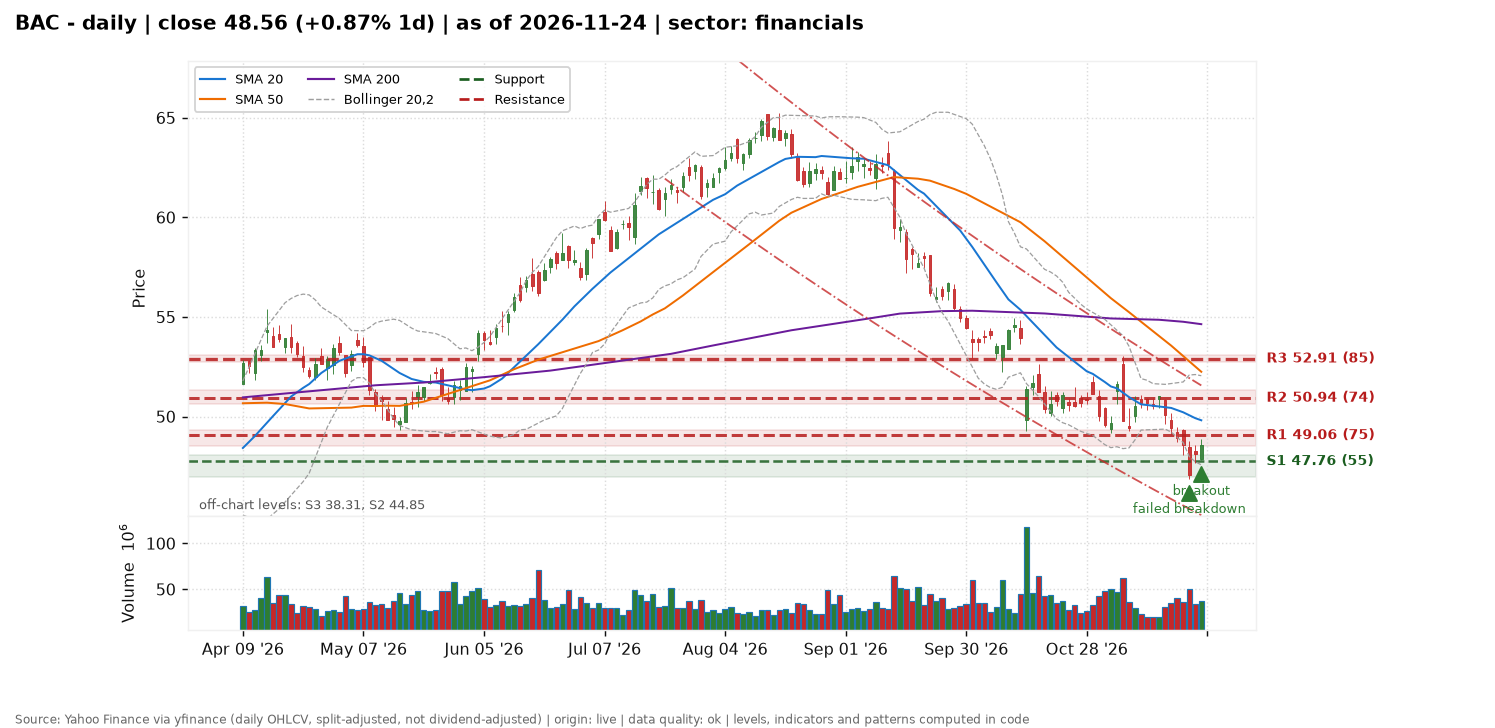 BAC - daily | close 48.56 (+0.87% 1d) | as of 2026-11-24 | sector: financials
SMA 20
SMA 50
SMA 200
Bollinger 20,2
Support
Resistance
Price
65
60
55
50
R3 52.91 (85)
R2 50.94 (74)
R1 49.06 (75)
S1 47.76 (55)
breakout
failed breakdown
off-chart levels: S3 38.31, S2 44.85
Volume 10⁶
100
50
Apr 09 '26 May 07 '26 Jun 05 '26 Jul 07 '26 Aug 04 '26 Sep 01 '26 Sep 30 '26 Oct 28 '26
Source: Yahoo Finance via yfinance (daily OHLCV, split-adjusted, not dividend-adjusted) | origin: live | data quality: ok | levels, indicators and patterns computed in code